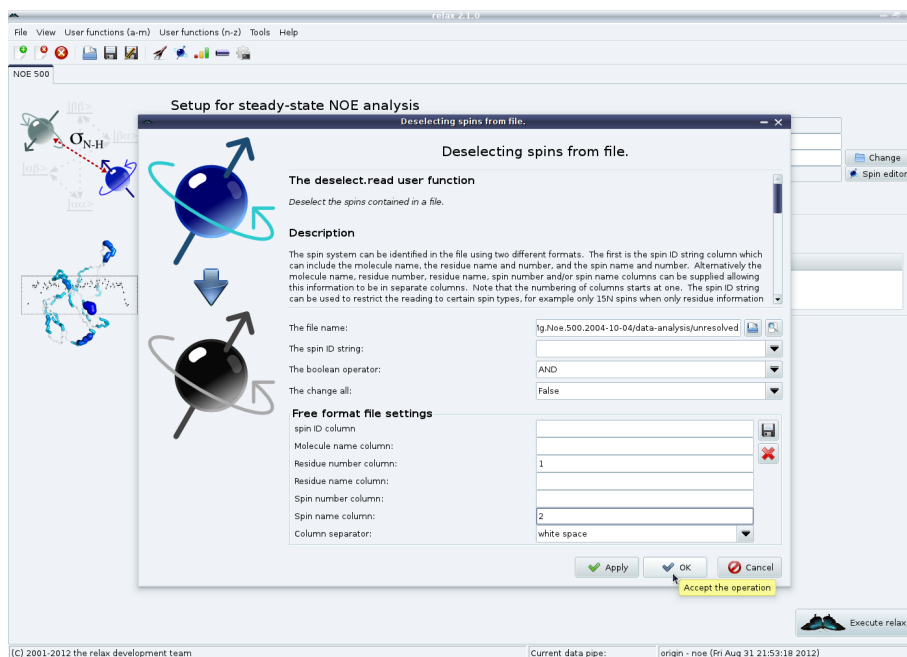 relax 2.1.0
File View User functions (a-m) User functions (n-z) Tools Help
NOE 500
Setup for steady-state NOE analysis
|ββ>
|βα>
|αβ>
|αα>
σN-H
Deselecting spins from file.
Deselecting spins from file.
The deselect.read user function
Deselect the spins contained in a file.
Description
The spin system can be identified in the file using two different formats. The first is the spin ID string column which
can include the molecule name, the residue name and number, and the spin name and number. Alternatively the
molecule name, residue number, residue name, spin number and/or spin name columns can be supplied allowing
this information to be in separate columns. Note that the numbering of columns starts at one. The spin ID string
can be used to restrict the reading to certain spin types, for example only 15N spins when only residue information
The file name: 1g.Noe.500.2004-10-04/data-analysis/unresolved
The spin ID string:
The boolean operator: AND
The change all: False
Free format file settings
spin ID column
Molecule name column:
Residue number column: 1
Residue name column:
Spin number column:
Spin name column: 2
Column separator: white space
Apply OK Cancel
Accept the operation
Change
Spin editor
Execute relax
(C) 2001-2012 the relax development team Current data pipe: origin - noe (Fri Aug 31 21:53:18 2012)